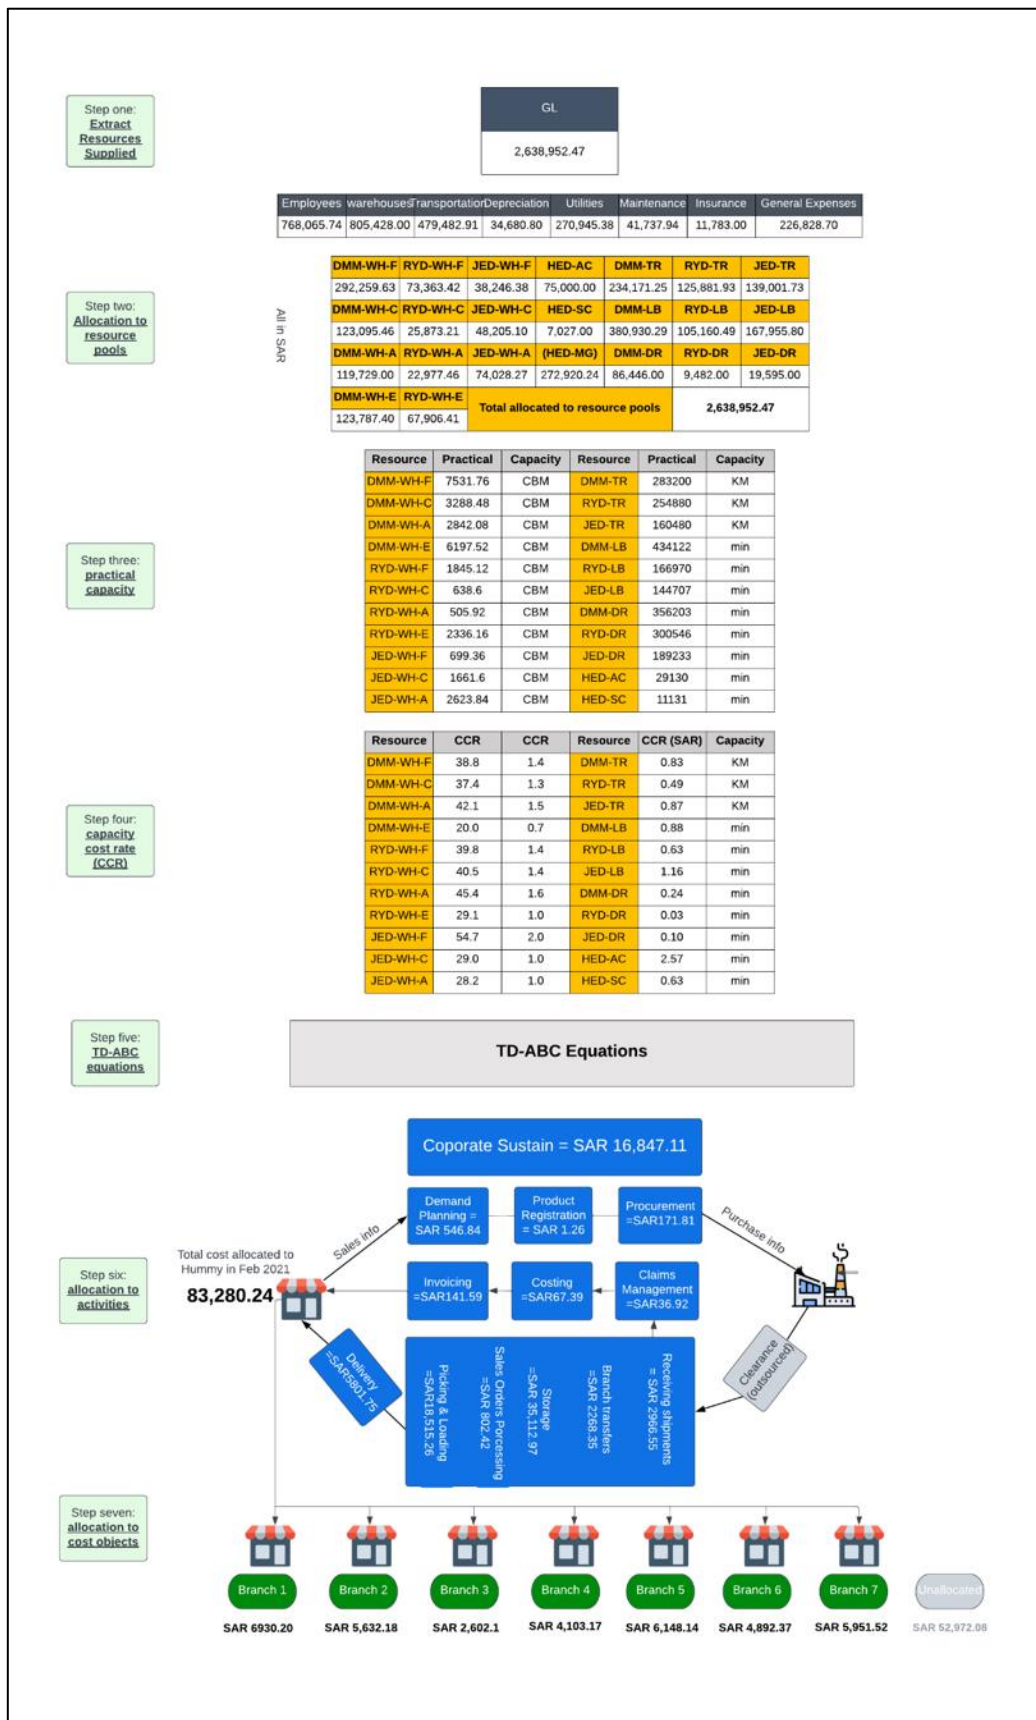 Step one:
Extract
Resources
Supplied
GL
2,638,952.47
Employees warehouses Transportation Depreciation Utilities Maintenance Insurance General Expenses
768,065.74 805,428.00 479,482.91 34,680.80 270,945.38 41,737.94 11,783.00 226,828.70
Step two:
Allocation to
resource
pools
All in SAR
DMM-WH-F RYD-WH-F JED-WH-F HED-AC DMM-TR RYD-TR JED-TR
292,259.63 73,363.42 38,246.38 75,000.00 234,171.25 125,881.93 139,001.73
DMM-WH-C RYD-WH-C JED-WH-C HED-SC DMM-LB RYD-LB JED-LB
123,095.46 25,873.21 48,205.10 7,027.00 380,930.29 105,160.49 167,955.80
DMM-WH-A RYD-WH-A JED-WH-A (HED-MG) DMM-DR RYD-DR JED-DR
119,729.00 22,977.46 74,028.27 272,920.24 86,446.00 9,482.00 19,595.00
DMM-WH-E RYD-WH-E Total allocated to resource pools 2,638,952.47
123,787.40 67,906.41
Step three:
practical
capacity
Resource Practical Capacity Resource Practical Capacity
DMM-WH-F 7531.76 CBM DMM-TR 283200 KM
DMM-WH-C 3288.48 CBM RYD-TR 254880 KM
DMM-WH-A 2842.08 CBM JED-TR 160480 KM
DMM-WH-E 6197.52 CBM DMM-LB 434122 min
RYD-WH-F 1845.12 CBM RYD-LB 166970 min
RYD-WH-C 638.6 CBM JED-LB 144707 min
RYD-WH-A 505.92 CBM DMM-DR 356203 min
RYD-WH-E 2336.16 CBM RYD-DR 300546 min
JED-WH-F 699.36 CBM JED-DR 189233 min
JED-WH-C 1661.6 CBM HED-AC 29130 min
JED-WH-A 2623.84 CBM HED-SC 11131 min
Step four:
capacity
cost rate
(CCR)
Resource CCR CCR Resource CCR (SAR) Capacity
DMM-WH-F 38.8 1.4 DMM-TR 0.83 KM
DMM-WH-C 37.4 1.3 RYD-TR 0.49 KM
DMM-WH-A 42.1 1.5 JED-TR 0.87 KM
DMM-WH-E 20.0 0.7 DMM-LB 0.88 min
RYD-WH-F 39.8 1.4 RYD-LB 0.63 min
RYD-WH-C 40.5 1.4 JED-LB 1.16 min
RYD-WH-A 45.4 1.6 DMM-DR 0.24 min
RYD-WH-E 29.1 1.0 RYD-DR 0.03 min
JED-WH-F 54.7 2.0 JED-DR 0.10 min
JED-WH-C 29.0 1.0 HED-AC 2.57 min
JED-WH-A 28.2 1.0 HED-SC 0.63 min
Step five:
TD-ABC
equations
TD-ABC Equations
Coporate Sustain = SAR 16,847.11
Demand
Planning =
SAR 546.84
Product
Registration
= SAR 1.26
Procurement
=SAR171.81
Sales info
Purchase info
Step six:
allocation to
activities
Total cost allocated to
Hummy in Feb 2021
83,280.24
Invoicing
=SAR141.59
Costing
=SAR67.39
Claims
Management
=SAR36.92
Delivery
=SAR5801.75
Picking & Loading
=SAR18,515.26
Sales Orders Porcessing
=SAR 802.42
Storage
=SAR 35,112.97
Branch transfers
=SAR 2268.35
Receiving shipments
= SAR 2966.55
Clearance
(outsourced)
Step seven:
allocation to
cost objects
Branch 1 Branch 2 Branch 3 Branch 4 Branch 5 Branch 6 Branch 7 Unallocated
SAR 6930.20 SAR 5,632.18 SAR 2,602.1 SAR 4,103.17 SAR 6,148.14 SAR 4,892.37 SAR 5,951.52 SAR 52,972.08